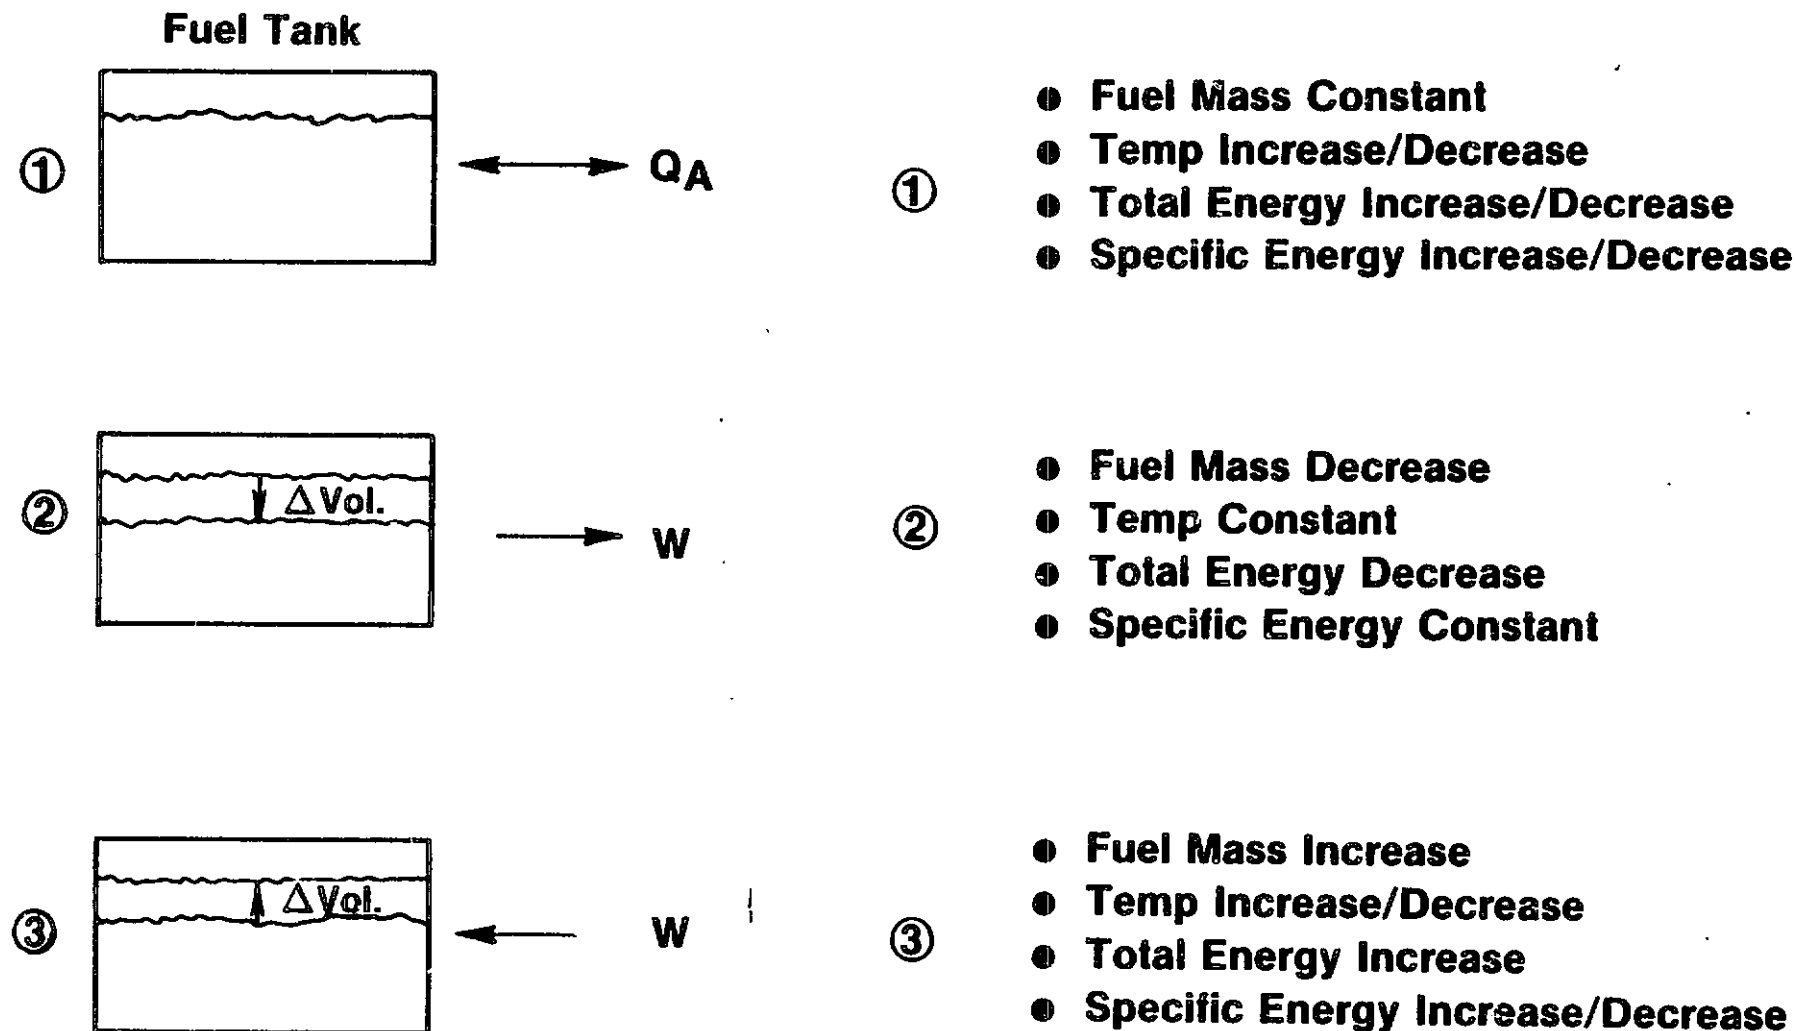 Fuel Tank
①
Q_A
①
● Fuel Mass Constant
● Temp Increase/Decrease
● Total Energy Increase/Decrease
● Specific Energy Increase/Decrease
②
Δ Vol.
W
②
● Fuel Mass Decrease
● Temp Constant
● Total Energy Decrease
● Specific Energy Constant
③
Δ Vol.
W
③
● Fuel Mass Increase
● Temp Increase/Decrease
● Total Energy Increase
● Specific Energy Increase/Decrease